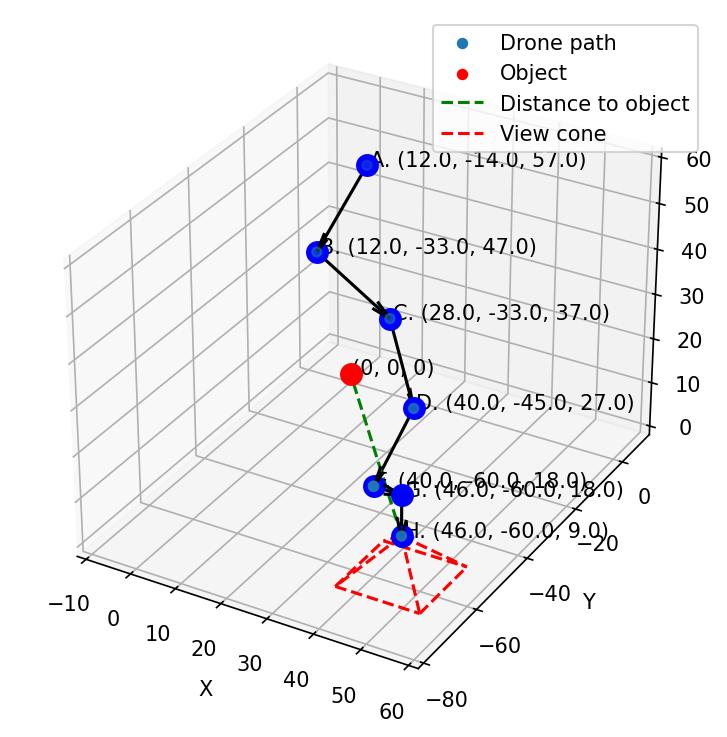 Drone path
Object
Distance to object
View cone
A. (12.0, -14.0, 57.0)
B. (12.0, -33.0, 47.0)
C. (28.0, -33.0, 37.0)
(0, 0, 0)
D. (40.0, -45.0, 27.0)
(40.0, -60.0, 18.0)
(46.0, -60.0, 18.0)
H. (46.0, -60.0, 9.0)
60
50
40
30
20
10
0
−10
0
10
20
30
40
50
60
X
0
−20
−40
−60
−80
Y